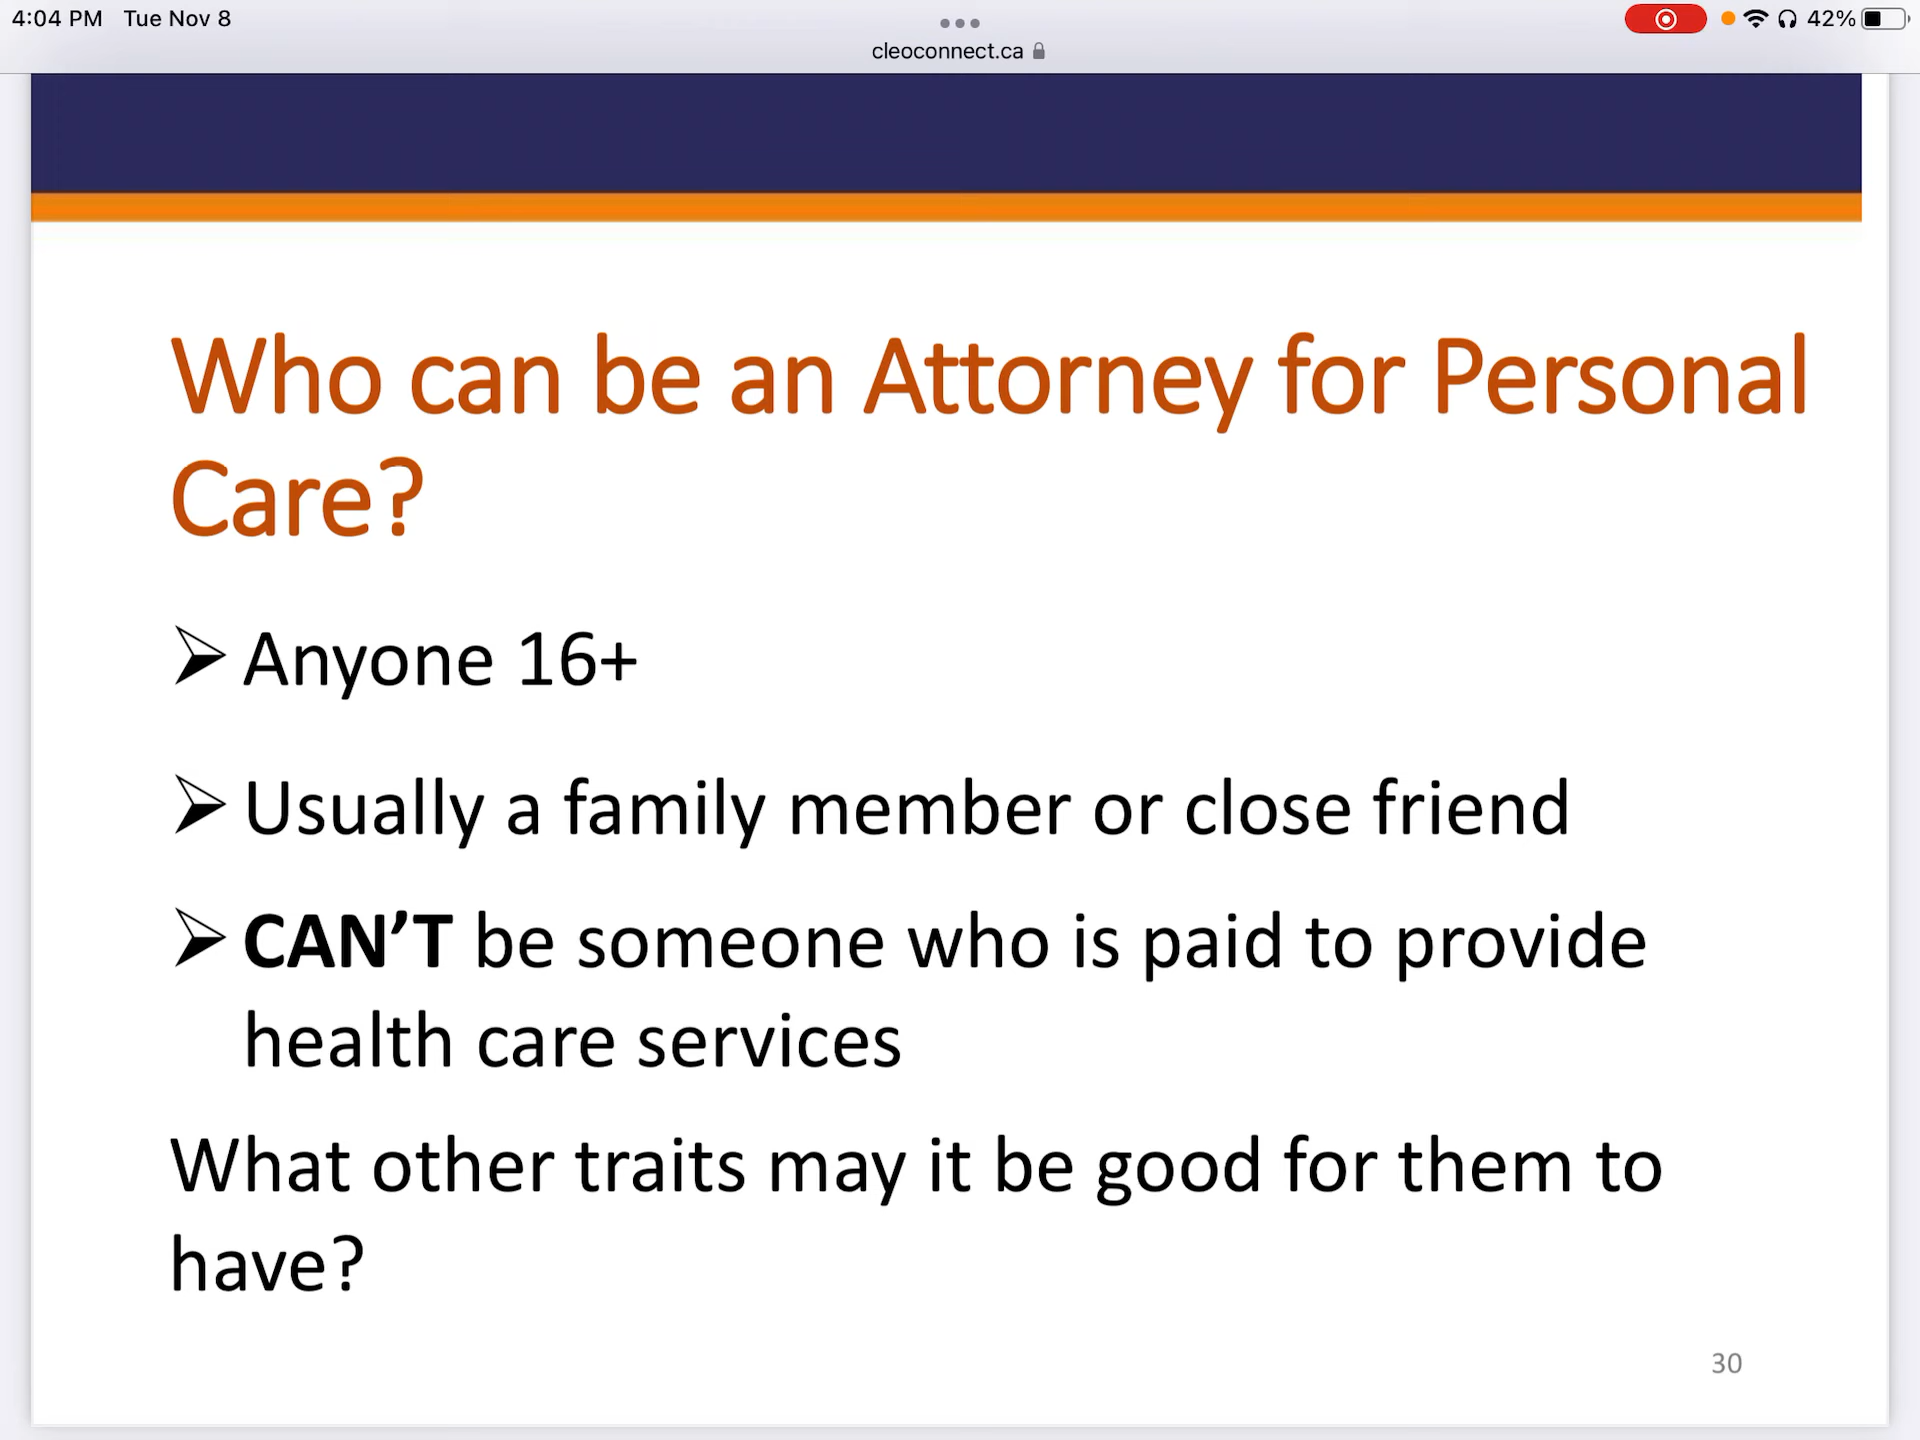 4:04 PM Tue Nov 8
42%
cleoconnect.ca
Who can be an Attorney for Personal
Care?
Anyone 16+
Usually a family member or close friend
CAN’T be someone who is paid to provide
health care services
What other traits may it be good for them to
have?
30